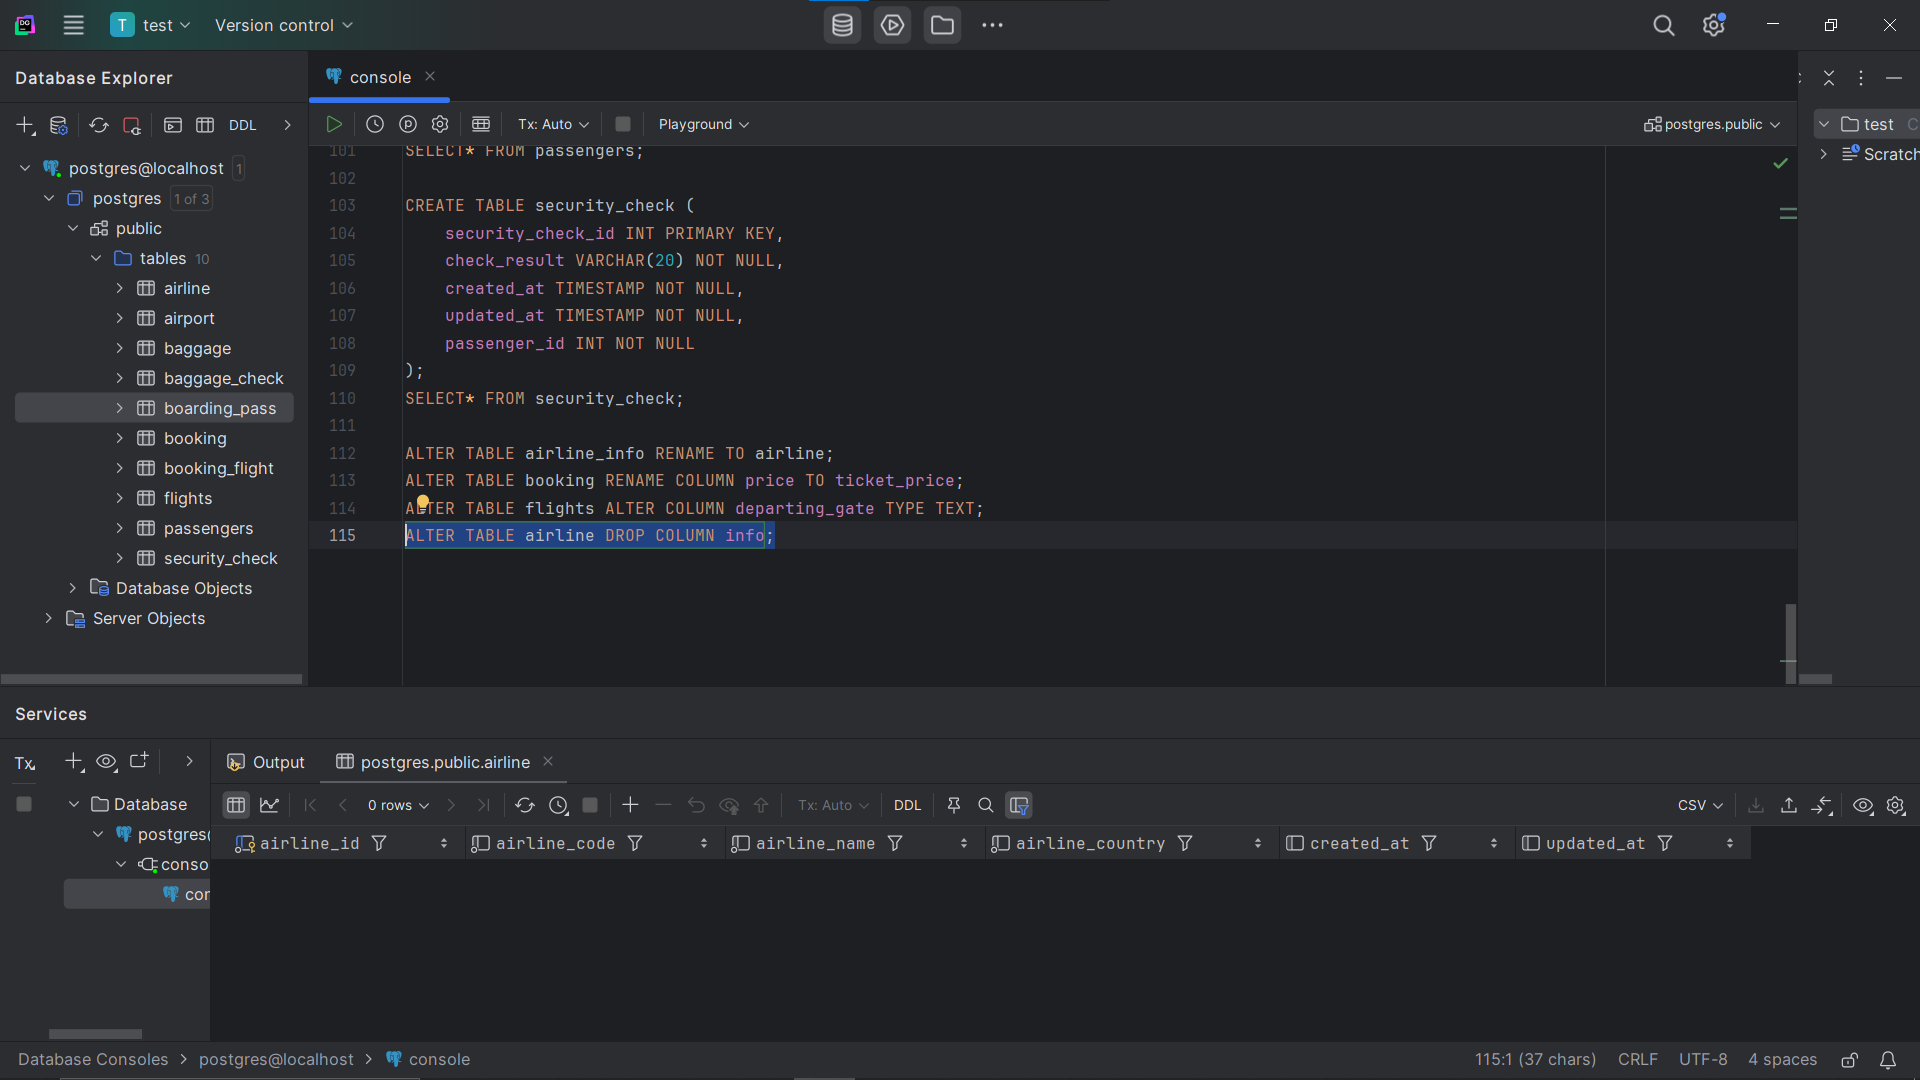 T test Version control
Database Explorer
console
DDL
Tx: Auto Playground postgres.public
postgres@localhost 1
postgres 1 of 3
public
tables 10
airline
airport
baggage
baggage_check
boarding_pass
booking
booking_flight
flights
passengers
security_check
Database Objects
Server Objects
101 SELECT* FROM passengers;
102
103 CREATE TABLE security_check (
104 security_check_id INT PRIMARY KEY,
105 check_result VARCHAR(20) NOT NULL,
106 created_at TIMESTAMP NOT NULL,
107 updated_at TIMESTAMP NOT NULL,
108 passenger_id INT NOT NULL
109 );
110 SELECT* FROM security_check;
111
112 ALTER TABLE airline_info RENAME TO airline;
113 ALTER TABLE booking RENAME COLUMN price TO ticket_price;
114 ALTER TABLE flights ALTER COLUMN departing_gate TYPE TEXT;
115 ALTER TABLE airline DROP COLUMN info;
test C
Scratch
Services
Tx
Database
postgres
conso
con
Output postgres.public.airline
0 rows Tx: Auto DDL CSV
airline_id airline_code airline_name airline_country created_at updated_at
Database Consoles > postgres@localhost > console
115:1 (37 chars) CRLF UTF-8 4 spaces